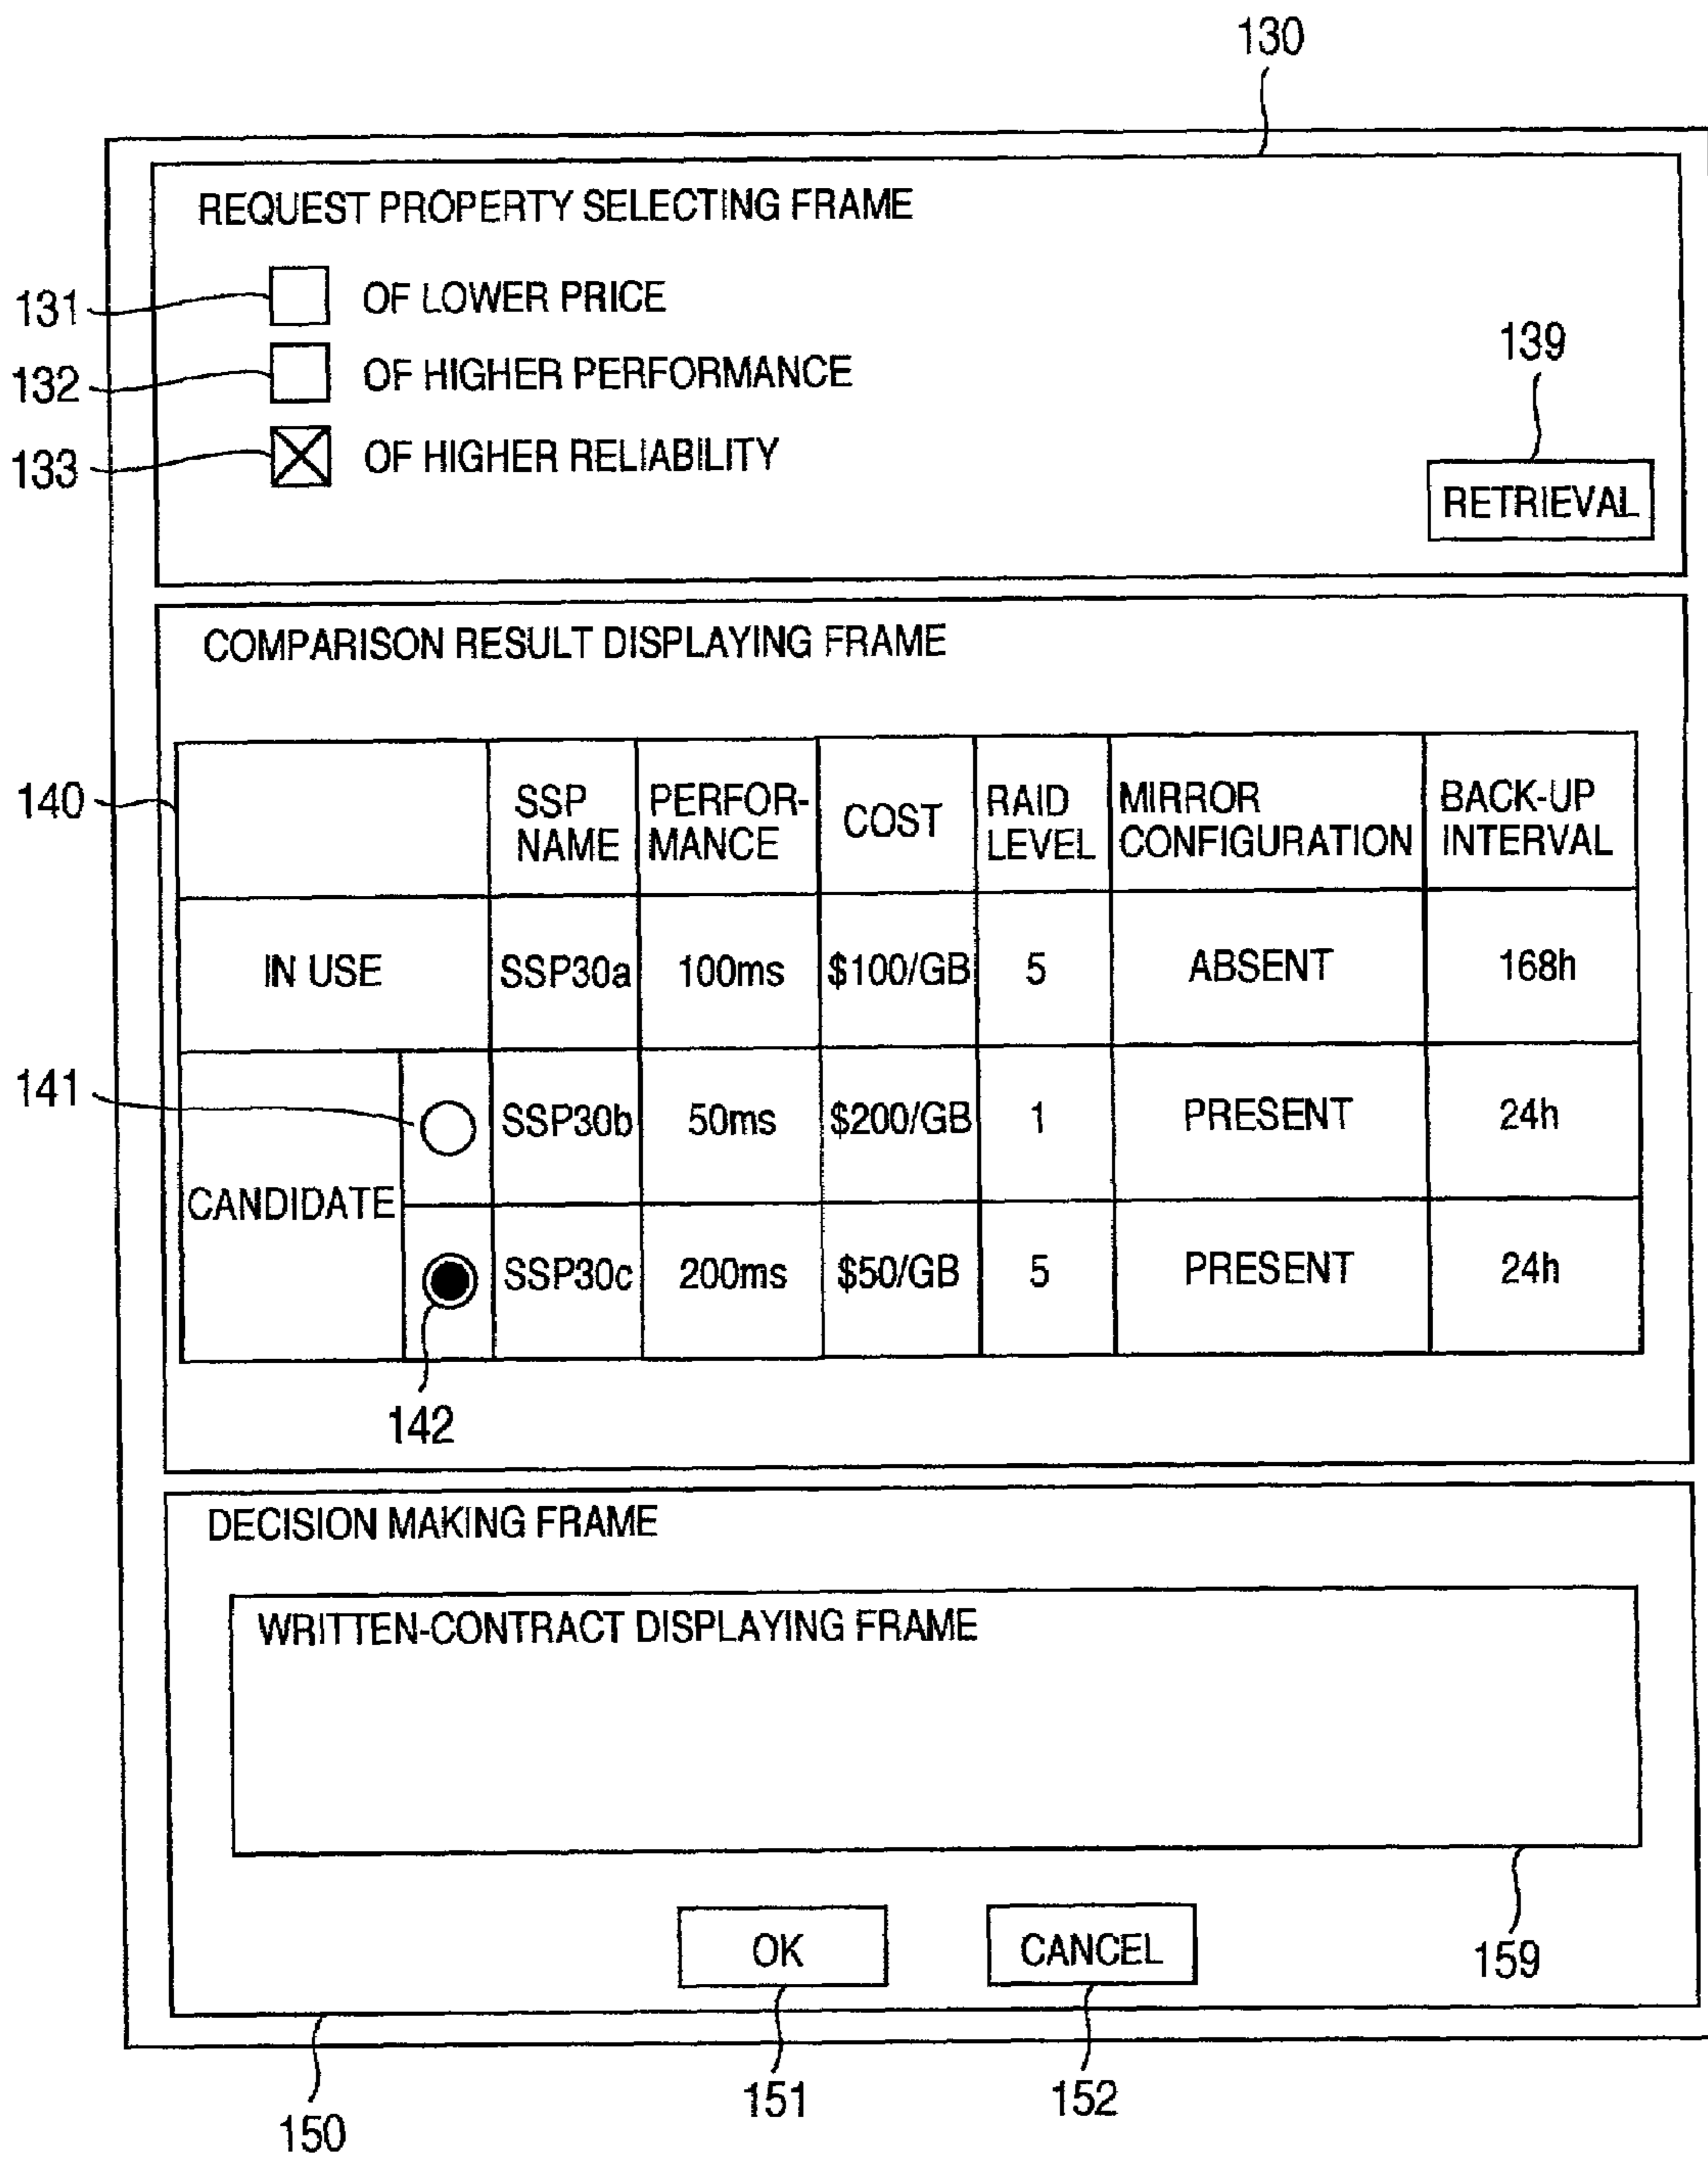 130
REQUEST PROPERTY SELECTING FRAME
131
OF LOWER PRICE
132
OF HIGHER PERFORMANCE
133
OF HIGHER RELIABILITY
139
RETRIEVAL
COMPARISON RESULT DISPLAYING FRAME
140
SSP
NAME
PERFOR-
MANCE
COST
RAID
LEVEL
MIRROR
CONFIGURATION
BACK-UP
INTERVAL
IN USE SSP30a 100ms $100/GB 5 ABSENT 168h
141
CANDIDATE
SSP30b 50ms $200/GB 1 PRESENT 24h
SSP30c 200ms $50/GB 5 PRESENT 24h
142
DECISION MAKING FRAME
WRITTEN-CONTRACT DISPLAYING FRAME
159
OK
CANCEL
151
152
150